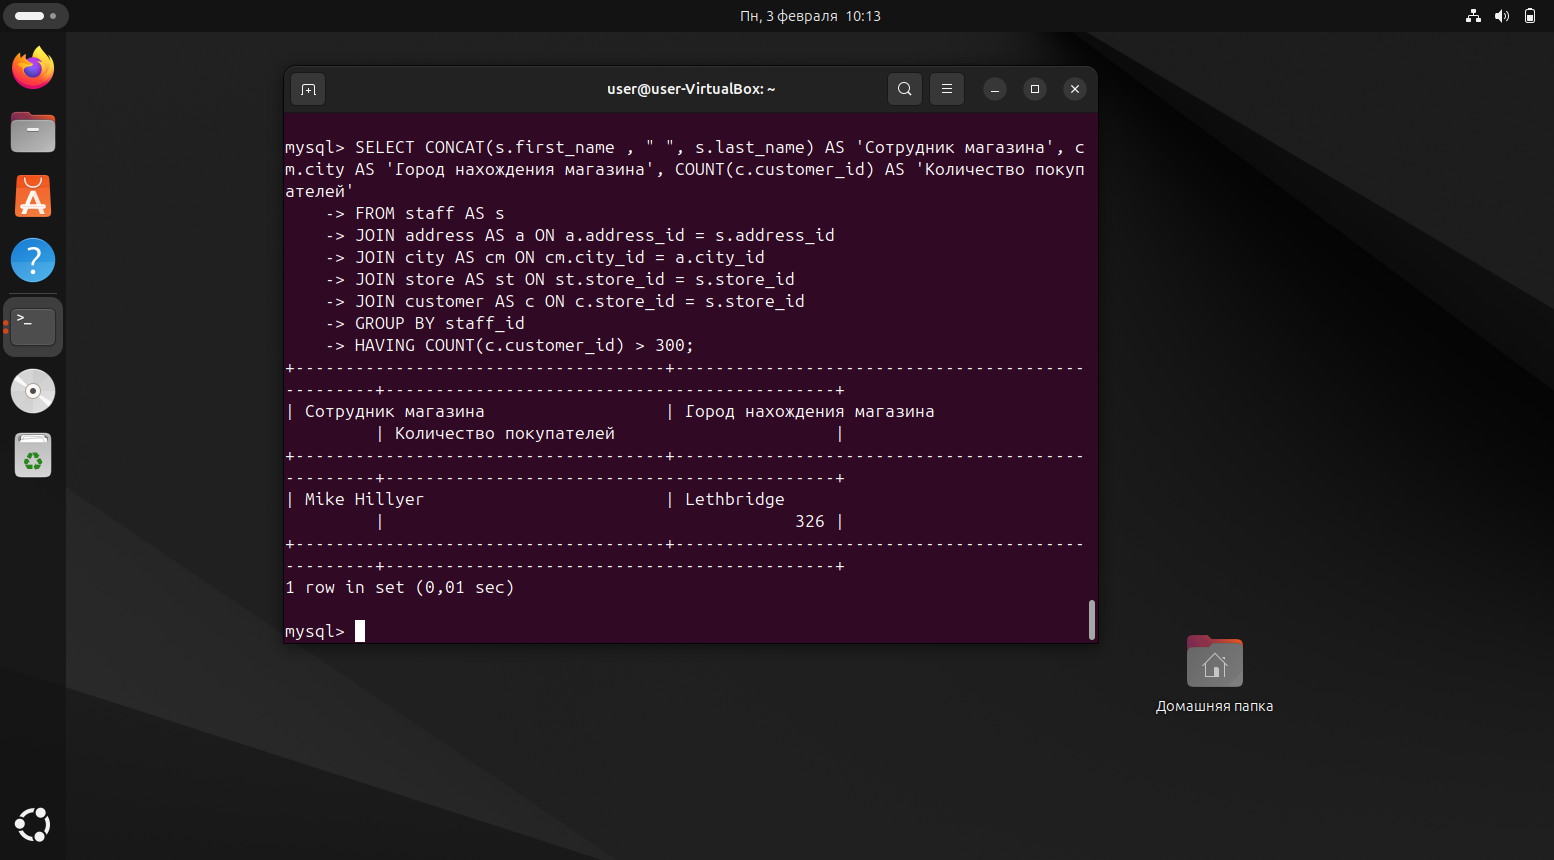 Пн, 3 февраля 10:13
user@user-VirtualBox: ~
mysql> SELECT CONCAT(s.first_name , " ", s.last_name) AS 'Сотрудник магазина', c
m.city AS 'Город нахождения магазина', COUNT(c.customer_id) AS 'Количество покуп
ателей'
    -> FROM staff AS s
    -> JOIN address AS a ON a.address_id = s.address_id
    -> JOIN city AS cm ON cm.city_id = a.city_id
    -> JOIN store AS st ON st.store_id = s.store_id
    -> JOIN customer AS c ON c.store_id = s.store_id
    -> GROUP BY staff_id
    -> HAVING COUNT(c.customer_id) > 300;
+-------------------------------------+-----------------------------------------
---------+---------------------------------------------+
| Сотрудник магазина                  | Город нахождения магазина
         | Количество покупателей                      |
+-------------------------------------+-----------------------------------------
---------+---------------------------------------------+
| Mike Hillyer                        | Lethbridge
         |                                         326 |
+-------------------------------------+-----------------------------------------
---------+---------------------------------------------+
1 row in set (0,01 sec)
mysql>
Домашняя папка